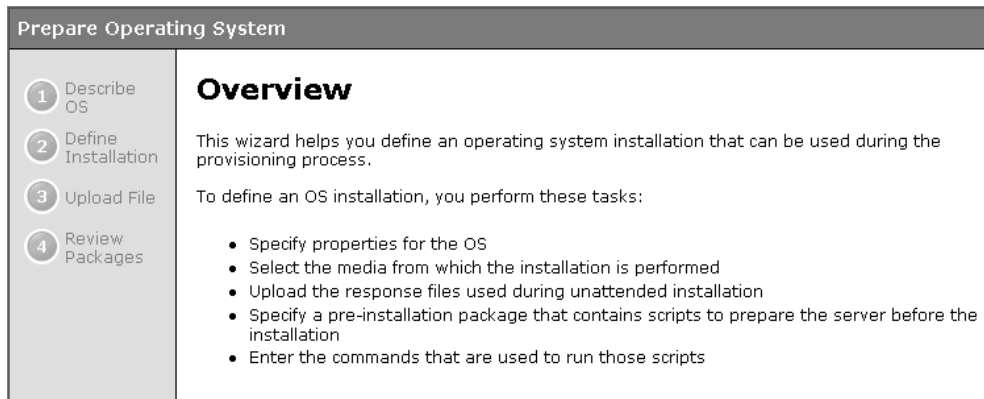 Prepare Operating System
1 Describe
OS
2 Define
Installation
3 Upload File
4 Review
Packages
Overview
This wizard helps you define an operating system installation that can be used during the
provisioning process.
To define an OS installation, you perform these tasks:
• Specify properties for the OS
• Select the media from which the installation is performed
• Upload the response files used during unattended installation
• Specify a pre-installation package that contains scripts to prepare the server before the
installation
• Enter the commands that are used to run those scripts